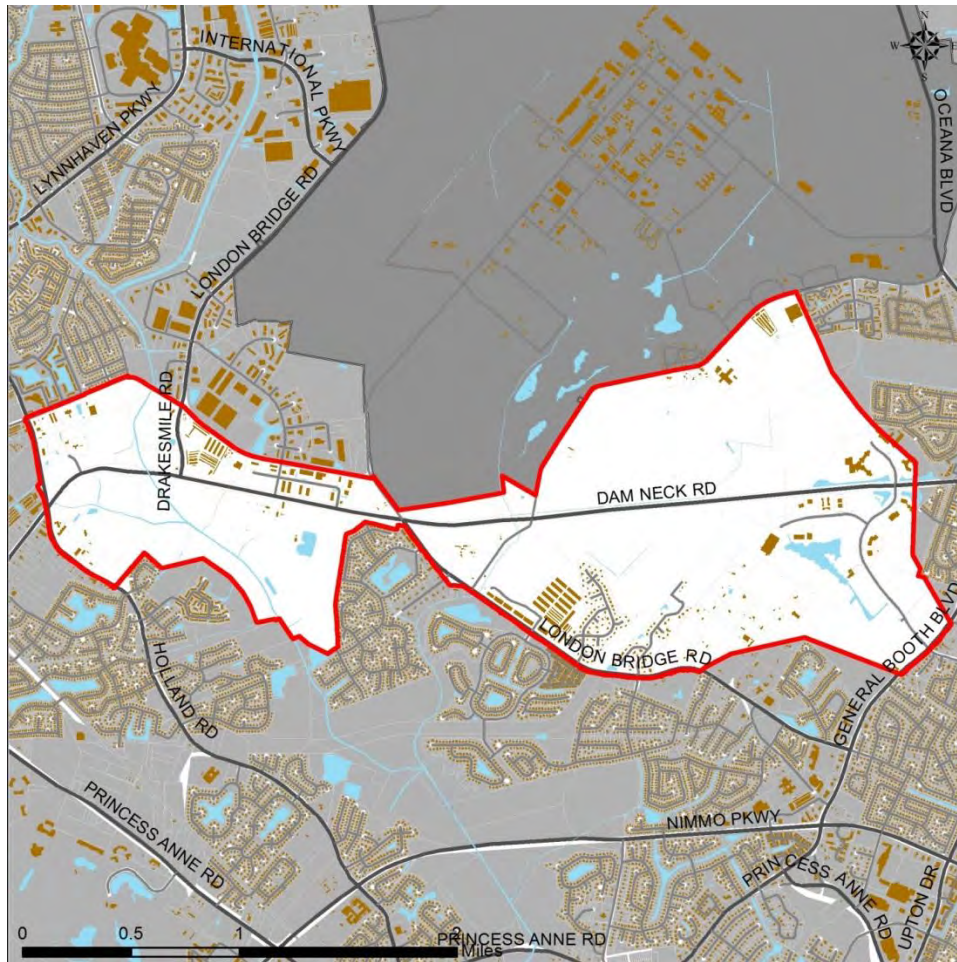 INTERNATIONAL PKWY
N
W E
S
LYNNHAVEN PKWY
OCEANA BLVD
LONDON BRIDGE RD
DRAKESMILE RD
DAM NECK RD
LONDON BRIDGE RD
GENERAL BOOTH BLVD
HOLLAND RD
PRINCESS ANNE RD
NIMMO PKWY
PRINCESS ANNE RD
UPTON DR
0 0.5 1 2
Miles
PRINCESS ANNE RD